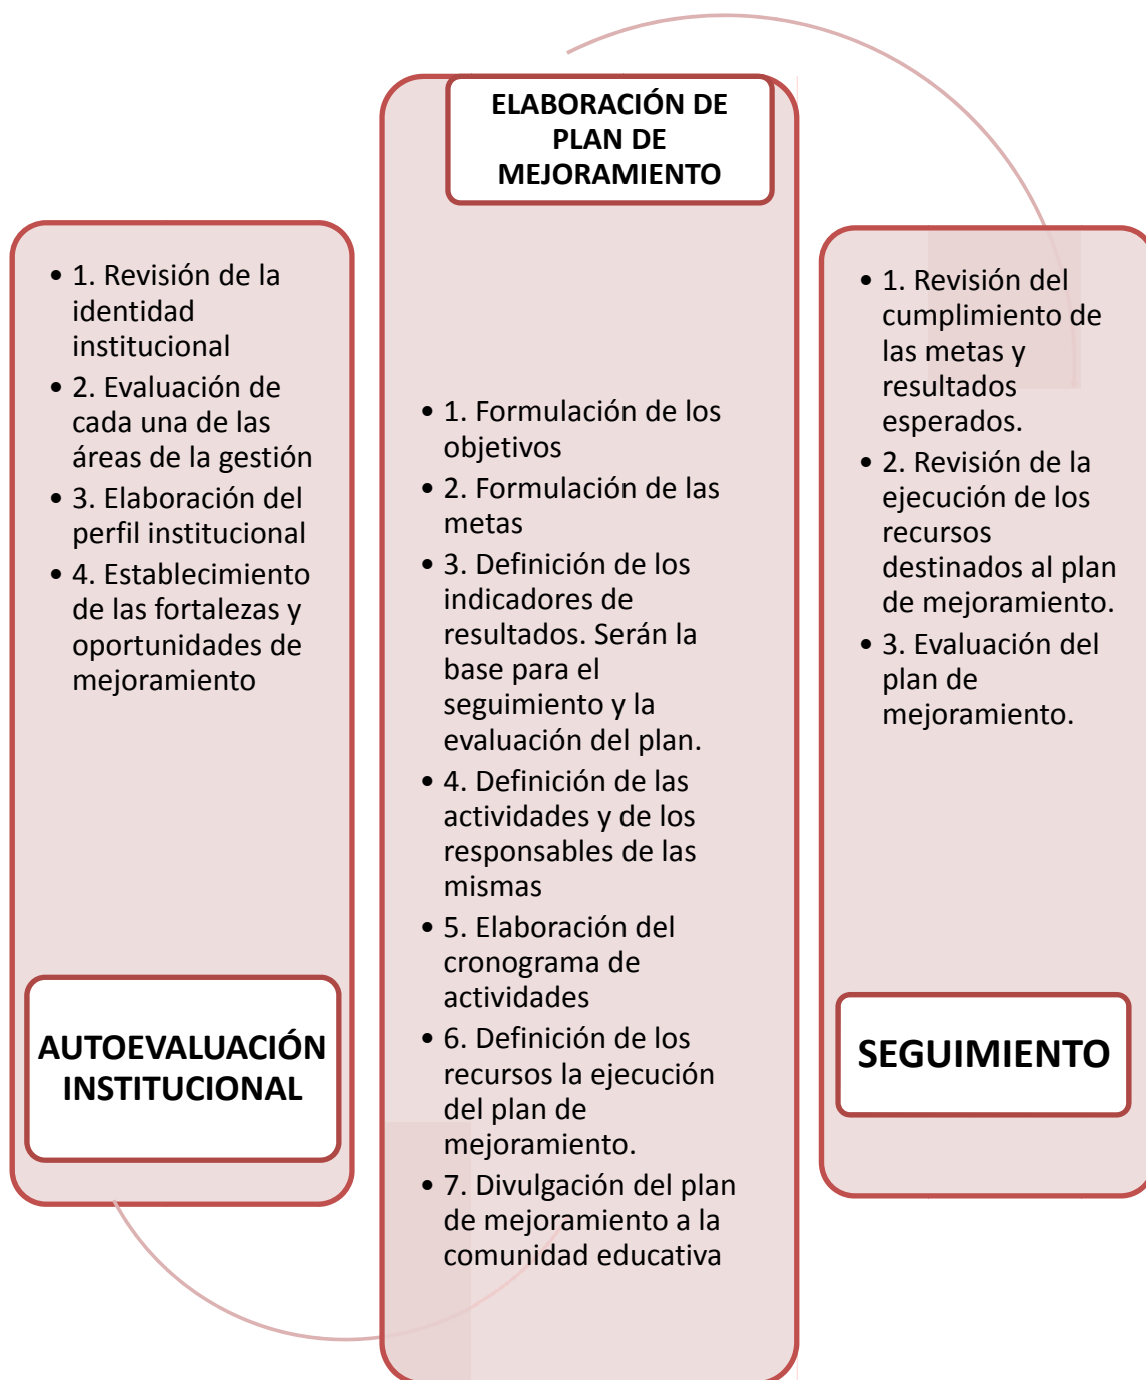 • 1. Revisión de la
identidad
institucional
• 2. Evaluación de
cada una de las
áreas de la gestión
• 3. Elaboración del
perfil institucional
• 4. Establecimiento
de las fortalezas y
oportunidades de
mejoramiento
AUTOEVALUACIÓN
INSTITUCIONAL
ELABORACIÓN DE
PLAN DE
MEJORAMIENTO
• 1. Formulación de los
objetivos
• 2. Formulación de las
metas
• 3. Definición de los
indicadores de
resultados. Serán la
base para el
seguimiento y la
evaluación del plan.
• 4. Definición de las
actividades y de los
responsables de las
mismas
• 5. Elaboración del
cronograma de
actividades
• 6. Definición de los
recursos la ejecución
del plan de
mejoramiento.
• 7. Divulgación del plan
de mejoramiento a la
comunidad educativa
• 1. Revisión del
cumplimiento de
las metas y
resultados
esperados.
• 2. Revisión de la
ejecución de los
recursos
destinados al plan
de mejoramiento.
• 3. Evaluación del
plan de
mejoramiento.
SEGUIMIENTO